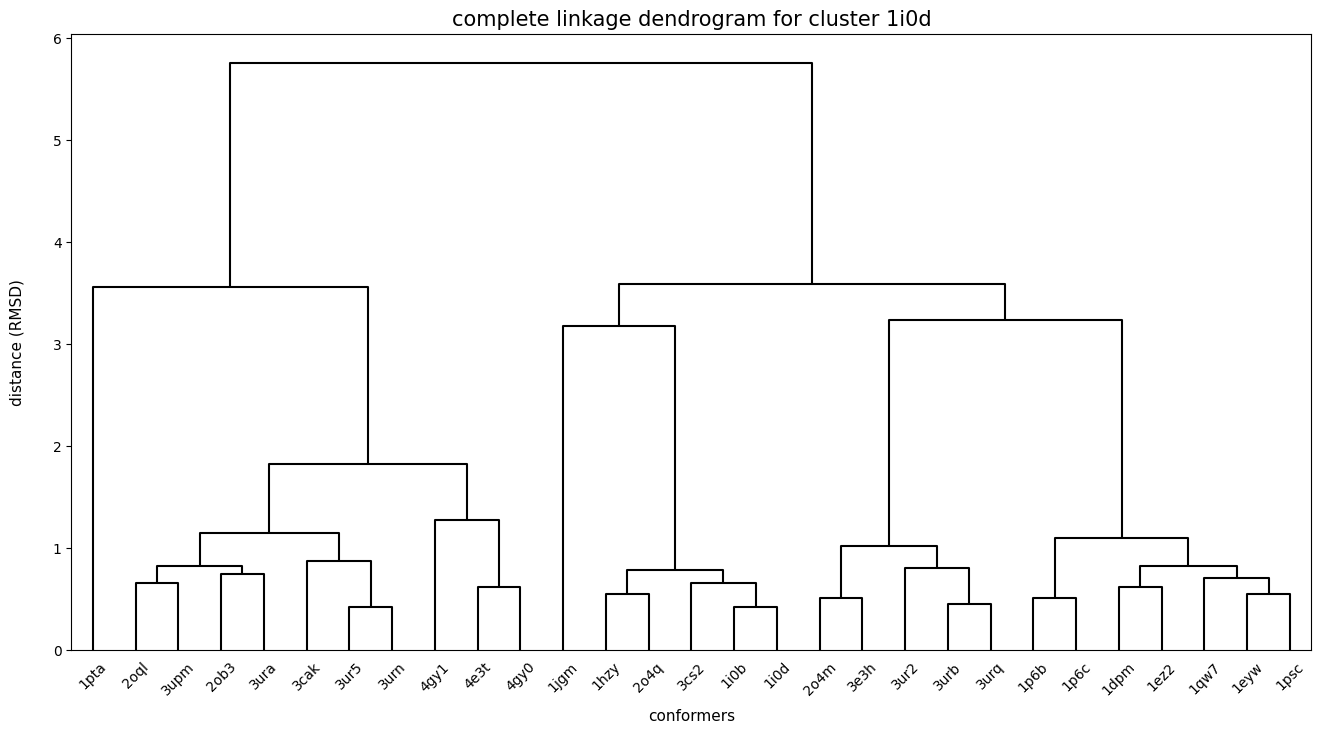 complete linkage dendrogram for cluster 1i0d
6
5
4
3
2
1
0
distance (RMSD)
1pta 2oql 3upm 2ob3 3ura 3cak 3ur5 3urn 4gy1 4e3t 4gy0 1jgm 1hzy 2o4q 3cs2 1i0b 1i0d 2o4m 3e3h 3ur2 3urb 3urq 1p6b 1p6c 1dpm 1ez2 1qw7 1eyw 1psc
conformers